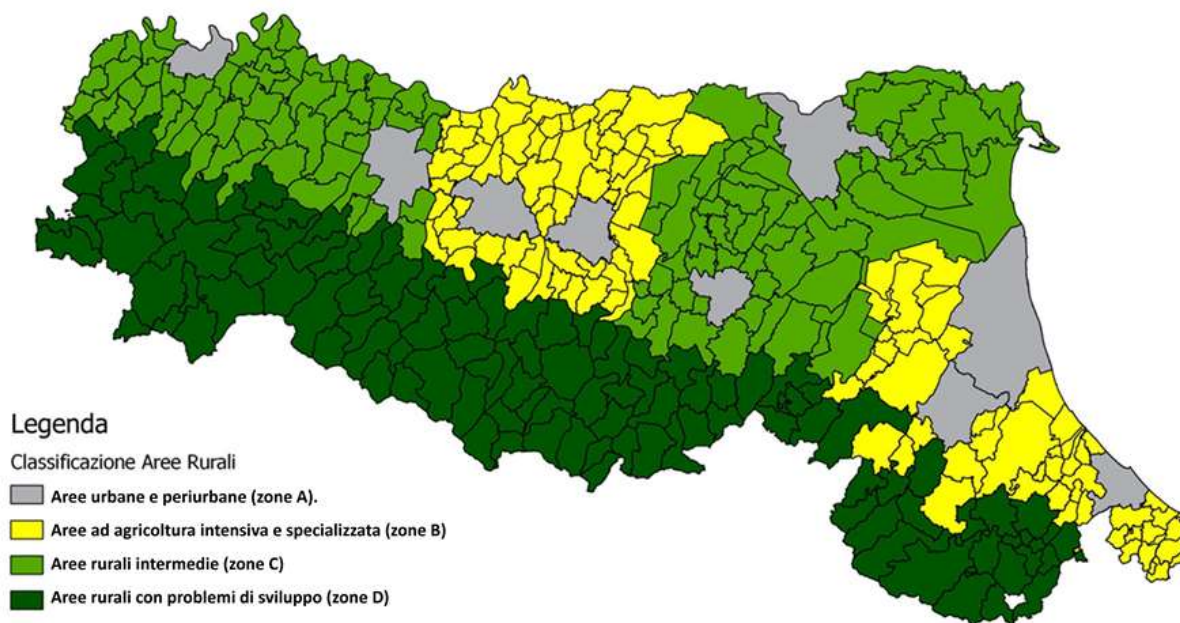 Legenda
Classificazione Aree Rurali
Aree urbane e periurbane (zone A).
Aree ad agricoltura intensiva e specializzata (zone B)
Aree rurali intermedie (zone C)
Aree rurali con problemi di sviluppo (zone D)